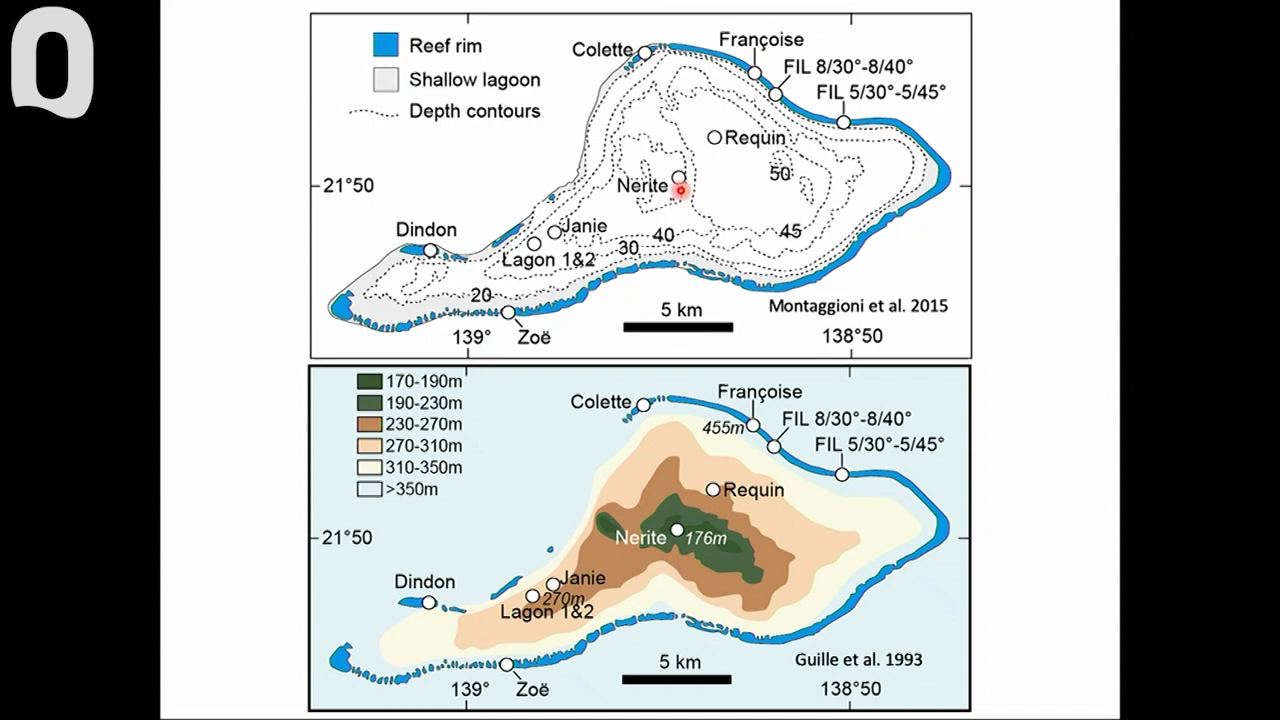 Q
Reef rim
Shallow lagoon
Depth contours
Colette
Françoise
FIL 8/30°-8/40°
FIL 5/30°-5/45°
Requin
50
Nerite
21°50
Janie
Dindon
Lagon 1&2
30
40
45
20
Zoë
5 km
Montaggioni et al. 2015
139°
138°50
170-190m
190-230m
230-270m
270-310m
310-350m
>350m
Colette
Françoise
455m
FIL 8/30°-8/40°
FIL 5/30°-5/45°
Requin
Nerite
176m
21°50
Janie
Dindon
270m
Lagon 1&2
Zoë
5 km
Guille et al. 1993
139°
138°50